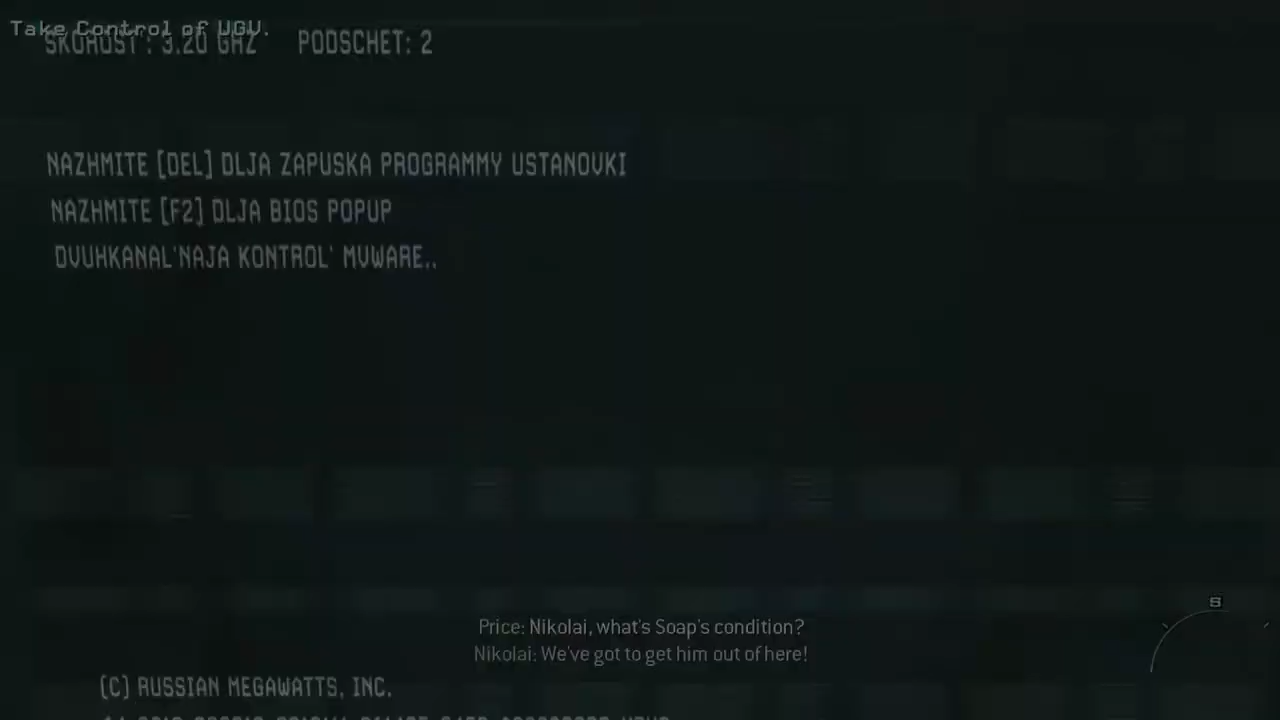 Take Control of UGV.
SKOROST': 3.20 GHZ PODSCHET: 2
NAZHMITE [DEL] DLJA ZAPUSKA PROGRAMMY USTANOVKI
NAZHMITE [F2] DLJA BIOS POPUP
DVUHKANAL'NAJA KONTROL' MVWARE..
S
Price: Nikolai, what's Soap's condition?
Nikolai: We've got to get him out of here!
(C) RUSSIAN MEGAWATTS, INC.